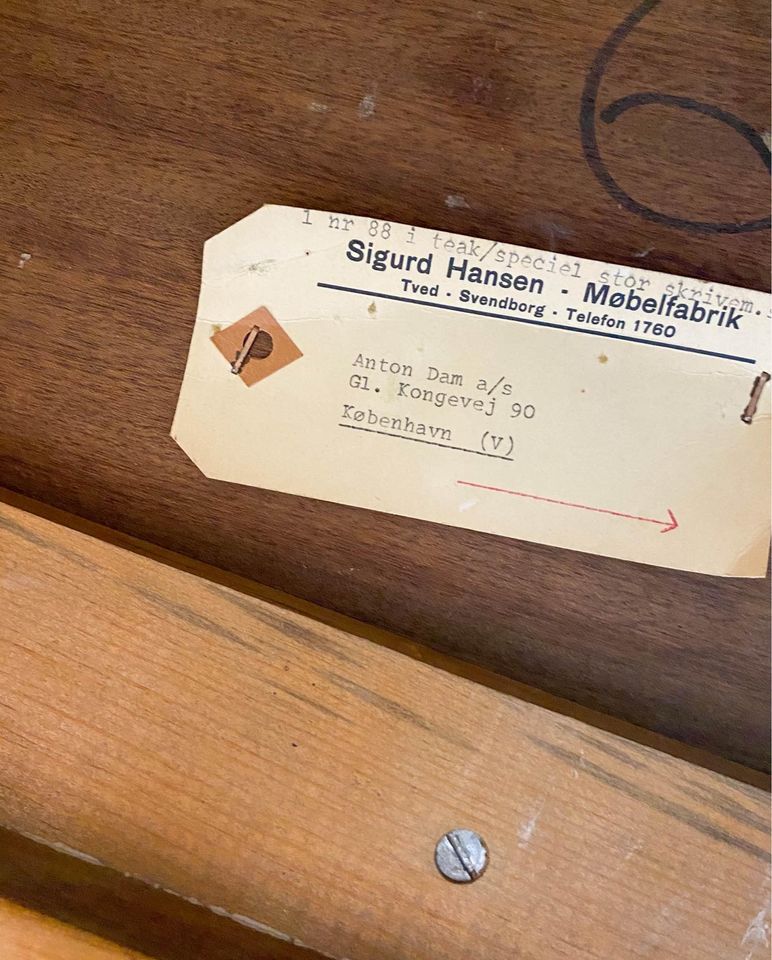 1 nr 88 i teak/speciel stor skrivem.
Sigurd Hansen - Møbelfabrik
Tved - Svendborg - Telefon 1760
Anton Dam a/s
Gl. Kongevej 90
København (V)
6